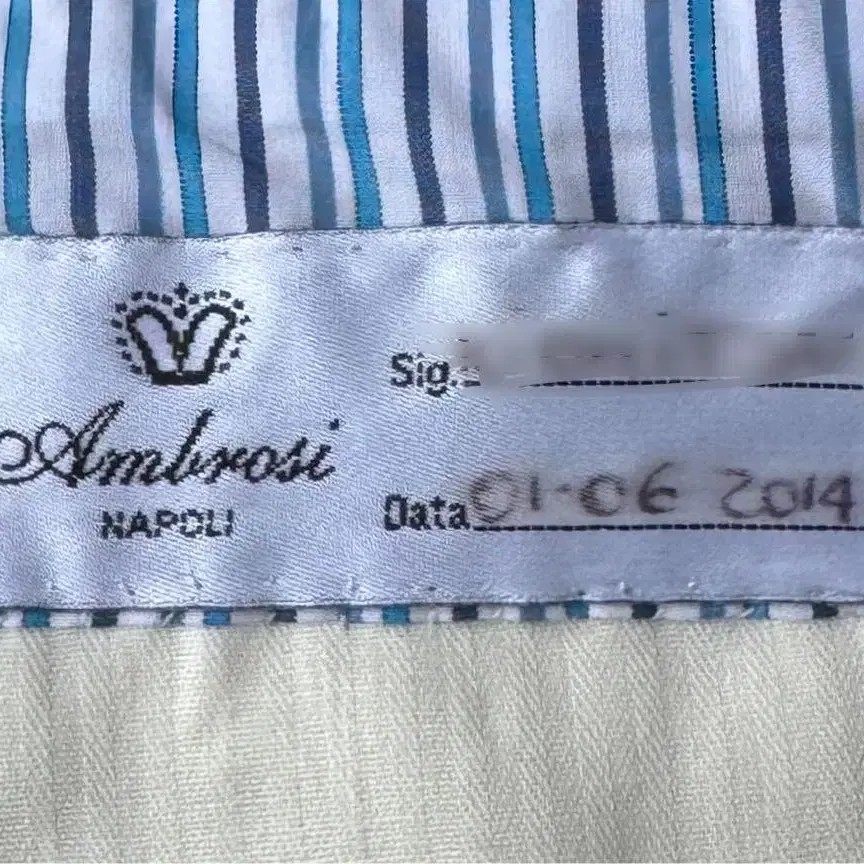 Ambrosi
NAPOLI
Sig.
Data 01-06 2014